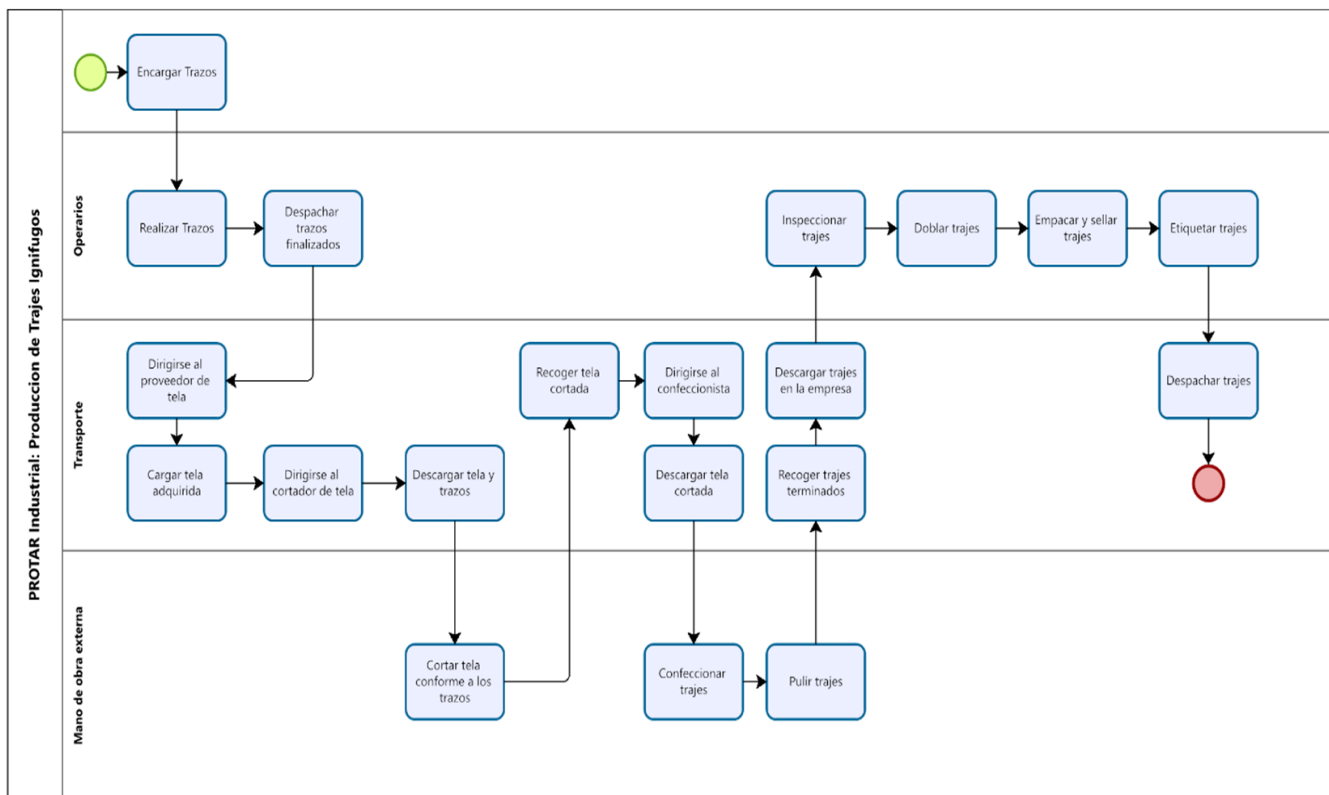 PROTAR Industrial: Produccion de Trajes Ignifugos
Encargar Trazos
Operarios
Realizar Trazos
Despachar
trazos
finalizados
Inspeccionar
trajes
Doblar trajes
Empacar y sellar
trajes
Etiquetar trajes
Transporte
Dirigirse al
proveedor de
tela
Recoger tela
cortada
Dirigirse al
confeccionista
Descargar trajes
en la empresa
Despachar trajes
Cargar tela
adquirida
Dirigirse al
cortador de tela
Descargar tela y
trazos
Descargar tela
cortada
Recoger trajes
terminados
Mano de obra externa
Cortar tela
conforme a los
trazos
Confeccionar
trajes
Pulir trajes